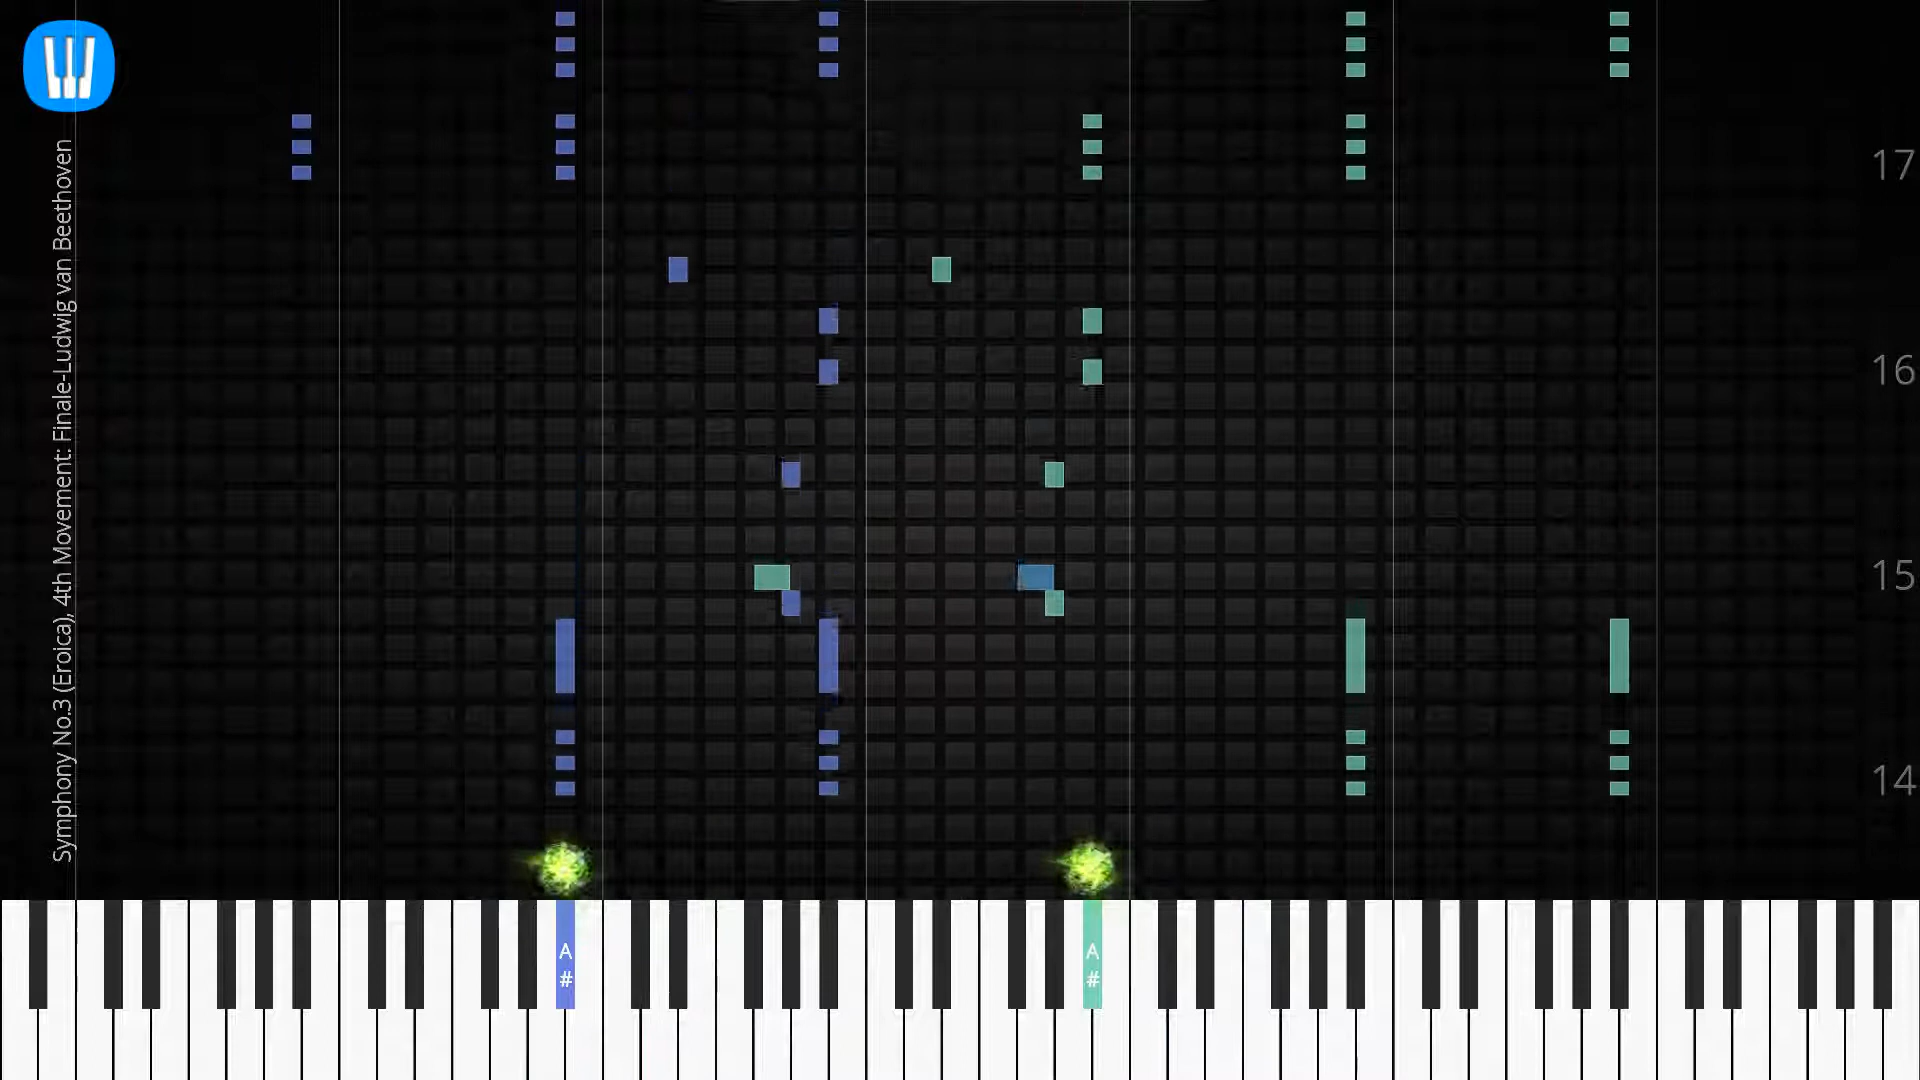 Symphony No.3 (Eroica), 4th Movement: Finale-Ludwig van Beethoven
17
16
15
14
A
#
A
#